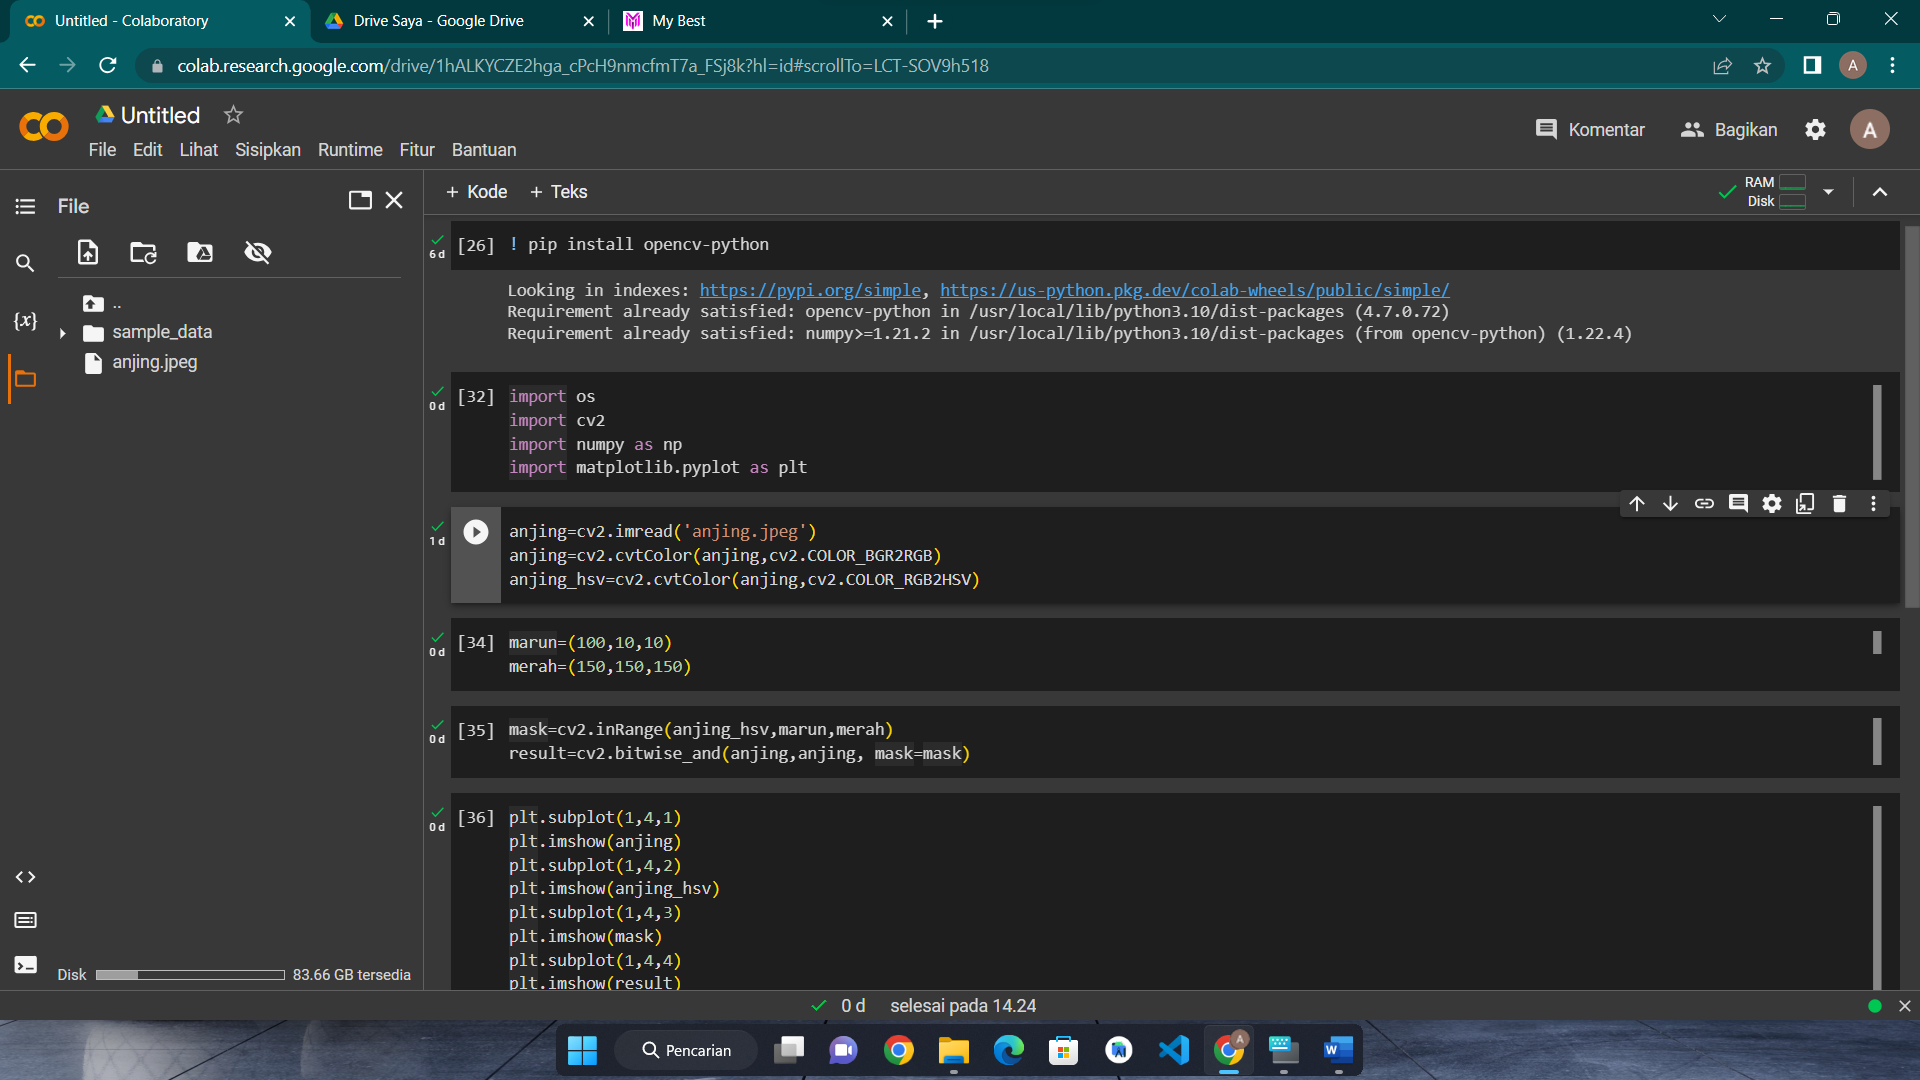 Untitled - Colaboratory
Drive Saya - Google Drive
My Best
colab.research.google.com/drive/1hALKYCZE2hga_cPcH9nmcfmT7a_FSj8k?hl=id#scrollTo=LCT-SOV9h518
A
Untitled
File Edit Lihat Sisipkan Runtime Fitur Bantuan
Komentar
Bagikan
A
File
+ Kode + Teks
RAM
Disk
..
sample_data
anjing.jpeg
{x}
6 d
[26] ! pip install opencv-python
Looking in indexes: https://pypi.org/simple, https://us-python.pkg.dev/colab-wheels/public/simple/
Requirement already satisfied: opencv-python in /usr/local/lib/python3.10/dist-packages (4.7.0.72)
Requirement already satisfied: numpy>=1.21.2 in /usr/local/lib/python3.10/dist-packages (from opencv-python) (1.22.4)
0 d
[32] import os
import cv2
import numpy as np
import matplotlib.pyplot as plt
1 d
anjing=cv2.imread('anjing.jpeg')
anjing=cv2.cvtColor(anjing,cv2.COLOR_BGR2RGB)
anjing_hsv=cv2.cvtColor(anjing,cv2.COLOR_RGB2HSV)
0 d
[34] marun=(100,10,10)
merah=(150,150,150)
0 d
[35] mask=cv2.inRange(anjing_hsv,marun,merah)
result=cv2.bitwise_and(anjing,anjing, mask=mask)
0 d
[36] plt.subplot(1,4,1)
plt.imshow(anjing)
plt.subplot(1,4,2)
plt.imshow(anjing_hsv)
plt.subplot(1,4,3)
plt.imshow(mask)
plt.subplot(1,4,4)
plt.imshow(result)
Disk 83.66 GB tersedia
0 d selesai pada 14.24
Pencarian
A
W